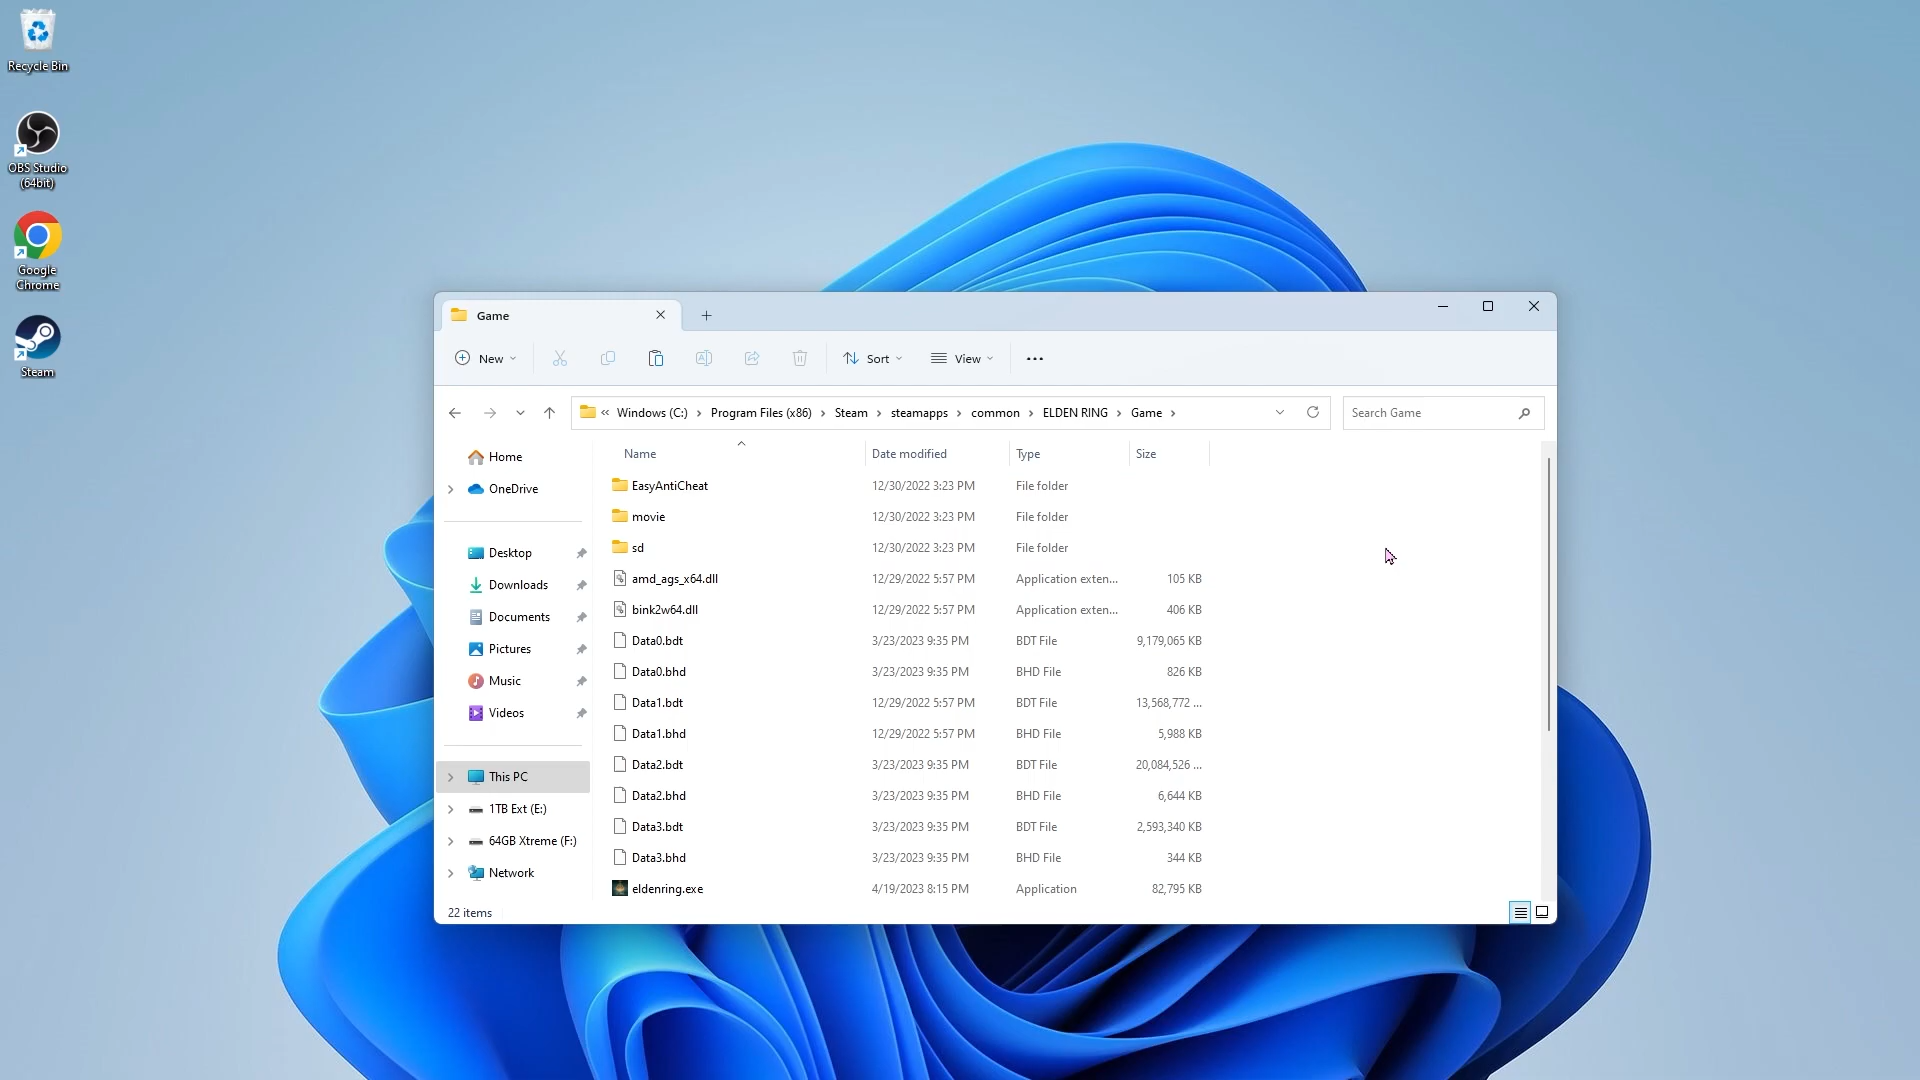 Recycle Bin
OBS Studio
(64bit)
Google
Chrome
Steam
Game
New
Sort
View
« Windows (C:) > Program Files (x86) > Steam > steamapps > common > ELDEN RING > Game >
Search Game
Home
OneDrive
Desktop
Downloads
Documents
Pictures
Music
Videos
This PC
1TB Ext (E:)
64GB Xtreme (F:)
Network
Name Date modified Type Size
EasyAntiCheat 12/30/2022 3:23 PM File folder
movie 12/30/2022 3:23 PM File folder
sd 12/30/2022 3:23 PM File folder
amd_ags_x64.dll 12/29/2022 5:57 PM Application exten... 105 KB
bink2w64.dll 12/29/2022 5:57 PM Application exten... 406 KB
Data0.bdt 3/23/2023 9:35 PM BDT File 9,179,065 KB
Data0.bhd 3/23/2023 9:35 PM BHD File 826 KB
Data1.bdt 12/29/2022 5:57 PM BDT File 13,568,772 ...
Data1.bhd 12/29/2022 5:57 PM BHD File 5,988 KB
Data2.bdt 3/23/2023 9:35 PM BDT File 20,084,526 ...
Data2.bhd 3/23/2023 9:35 PM BHD File 6,644 KB
Data3.bdt 3/23/2023 9:35 PM BDT File 2,593,340 KB
Data3.bhd 3/23/2023 9:35 PM BHD File 344 KB
eldenring.exe 4/19/2023 8:15 PM Application 82,795 KB
22 items